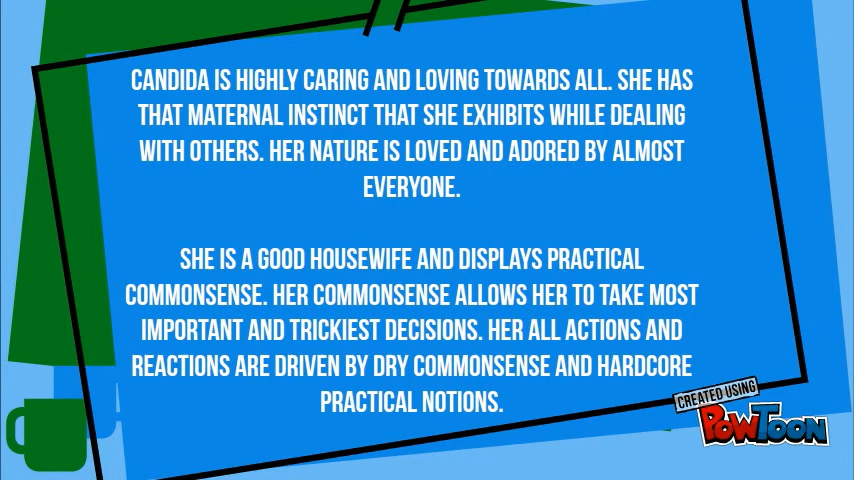 CANDIDA IS HIGHLY CARING AND LOVING TOWARDS ALL. SHE HAS
THAT MATERNAL INSTINCT THAT SHE EXHIBITS WHILE DEALING
WITH OTHERS. HER NATURE IS LOVED AND ADORED BY ALMOST
EVERYONE.
SHE IS A GOOD HOUSEWIFE AND DISPLAYS PRACTICAL
COMMONSENSE. HER COMMONSENSE ALLOWS HER TO TAKE MOST
IMPORTANT AND TRICKIEST DECISIONS. HER ALL ACTIONS AND
REACTIONS ARE DRIVEN BY DRY COMMONSENSE AND HARDCORE
PRACTICAL NOTIONS.
CREATED USING
POWTOON